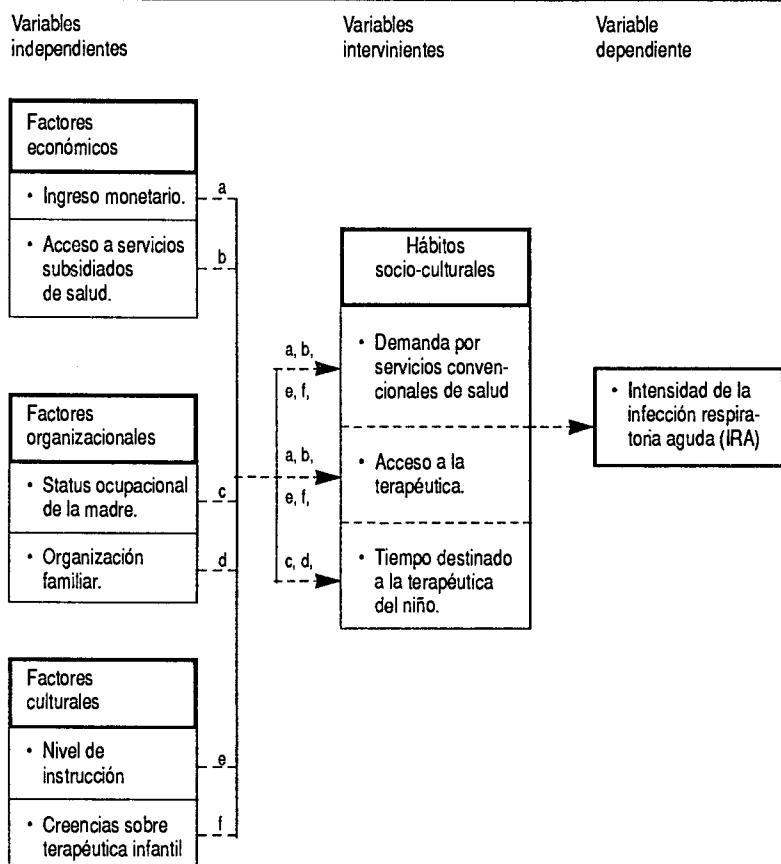 Variables
independientes
Variables
intervinientes
Variable
dependiente
Factores
económicos
• Ingreso monetario.
a
• Acceso a servicios
subsidiados
de salud.
b
Factores
organizacionales
• Status ocupacional
de la madre.
c
• Organización
familiar.
d
Factores
culturales
• Nivel de
instrucción
e
• Creencias sobre
terapéutica infantil
f
a, b,
e, f,
a, b,
e, f,
c, d,
Hábitos
socio-culturales
• Demanda por
servicios conven-
cionales de salud
• Acceso a la
terapéutica.
• Tiempo destinado
a la terapéutica
del niño.
• Intensidad de la
infección respira-
toria aguda (IRA)